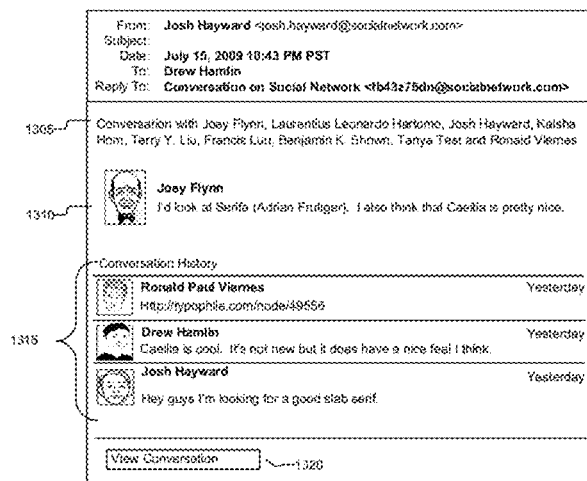 From: Josh Hayward <josh.hayward@socialnetwork.com>
Subject:
Date: July 15, 2009 10:43 PM PST
To: Drew Hamlin
Reply To: Conversation on Social Network <fb43z75dn@socialnetwork.com>
1305
Conversation with Joey Flynn, Laurentius Leonardo Hartomo, Josh Hayward, Kaisha
Hom, Terry Y. Liu, Francis Luu, Benjamin K. Shown, Tanya Test and Ronald Viernes
Joey Flynn
1310
I'd look at Serifa (Adrian Frutiger). I also think that Caecilia is pretty nice.
Conversation History
Ronald Paul Viernes Yesterday
Http://typophile.com/node/49556
1315
Drew Hamlin Yesterday
Caecilia is cool. It's not new but it does have a nice feel I think.
Josh Hayward Yesterday
Hey guys I'm looking for a good slab serif.
View Conversation
1320